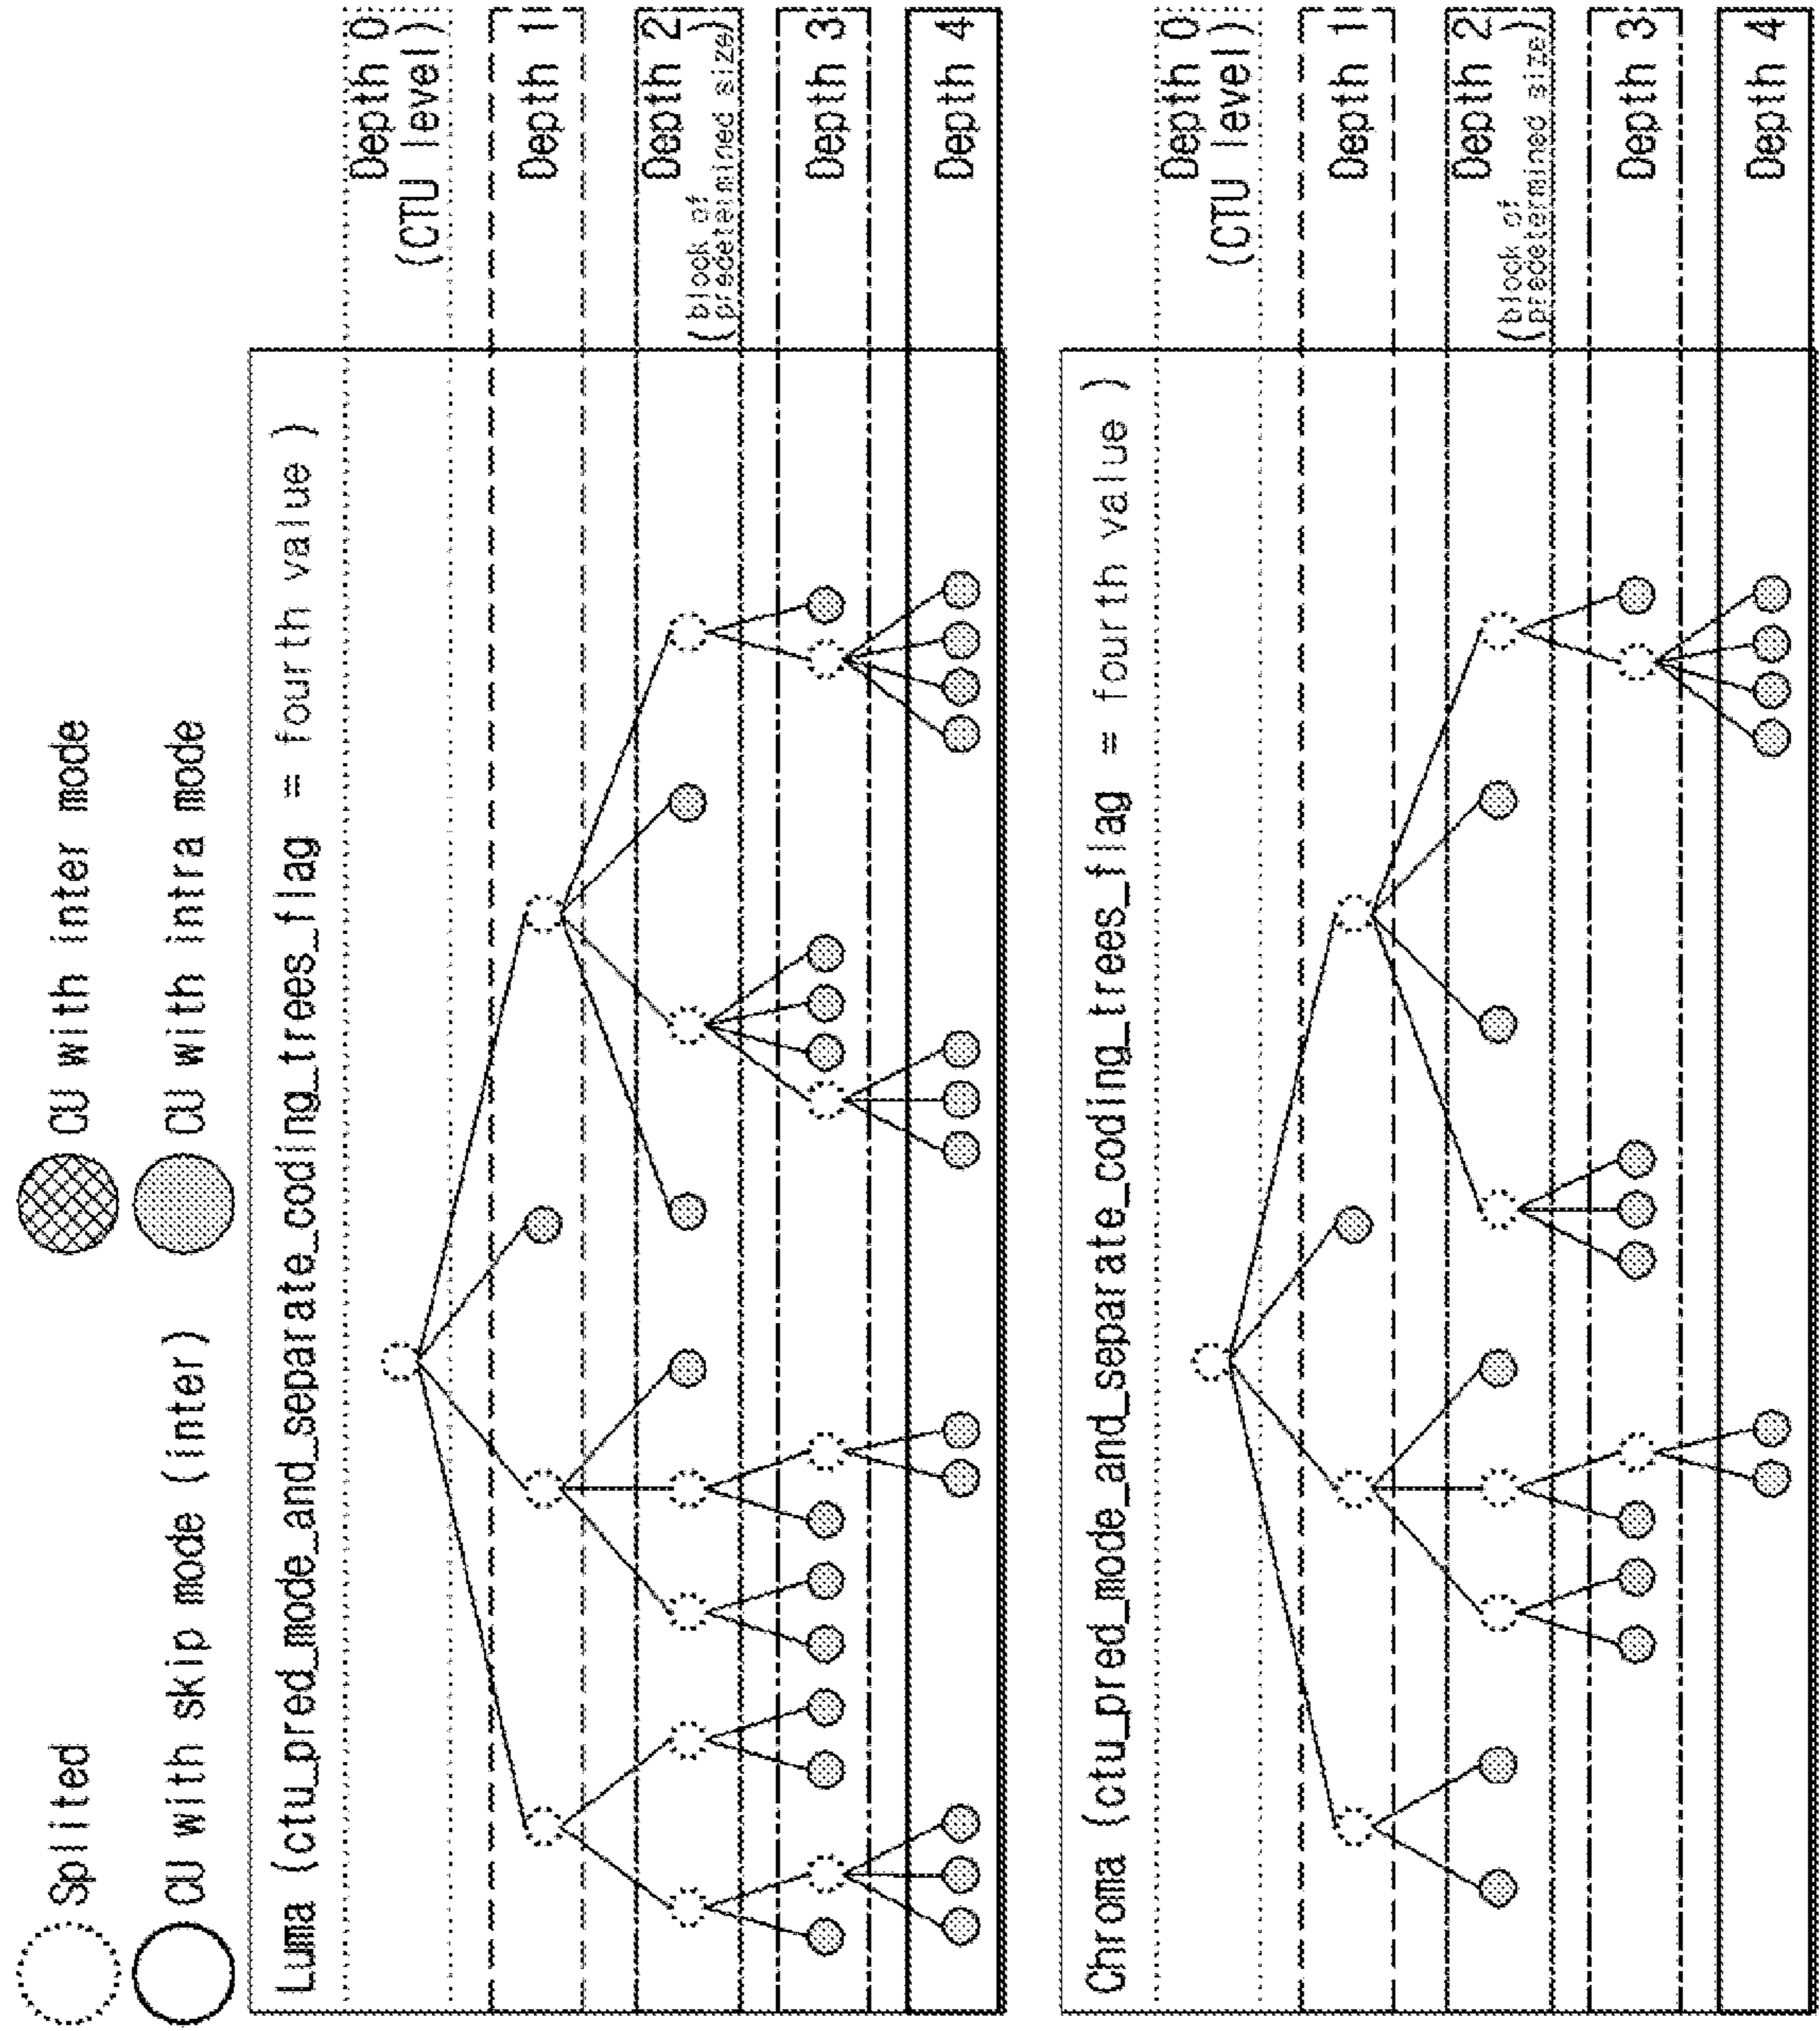 Splited
CU with inter mode
CU with skip mode (inter)
CU with intra mode
Luma (ctu_pred_mode_and_separate_coding_trees_flag = fourth value )
Depth 0
(CTU level)
Depth 1
Depth 2
(block of
predetermined size)
Depth 3
Depth 4
Chroma (ctu_pred_mode_and_separate_coding_trees_flag = fourth value )
Depth 0
(CTU level)
Depth 1
Depth 2
(block of
predetermined size)
Depth 3
Depth 4